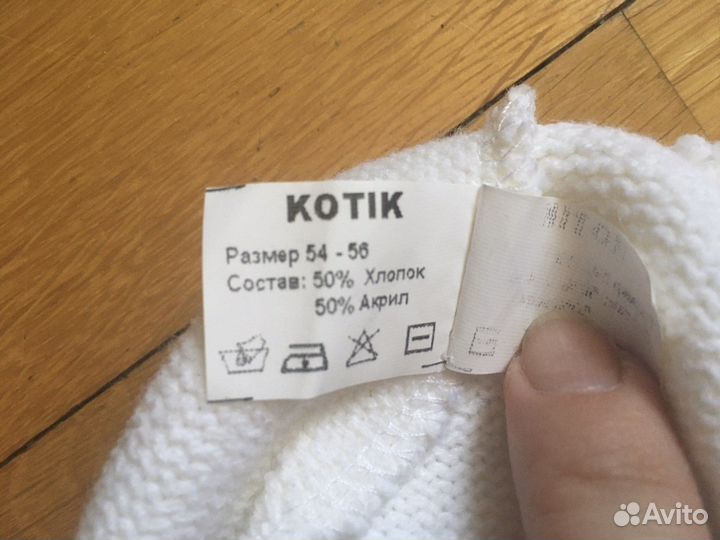 KOTIK
Размер 54 - 56
Состав: 50% Хлопок
50% Акрил
Avito